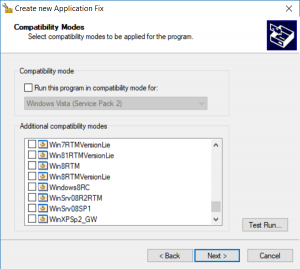 Create new Application Fix
Compatibility Modes
Select compatibility modes to be applied for the program.
Compatibility mode
Run this program in compatibility mode for:
Windows Vista (Service Pack 2)
Additional compatibility modes
Win7RTMVersionLie
Win81RTMVersionLie
Win8RTM
Win8RTMVersionLie
Windows8RC
WinSrv08R2RTM
WinSrv08SP1
WinXPSp2_GW
Test Run...
< Back
Next >
Cancel